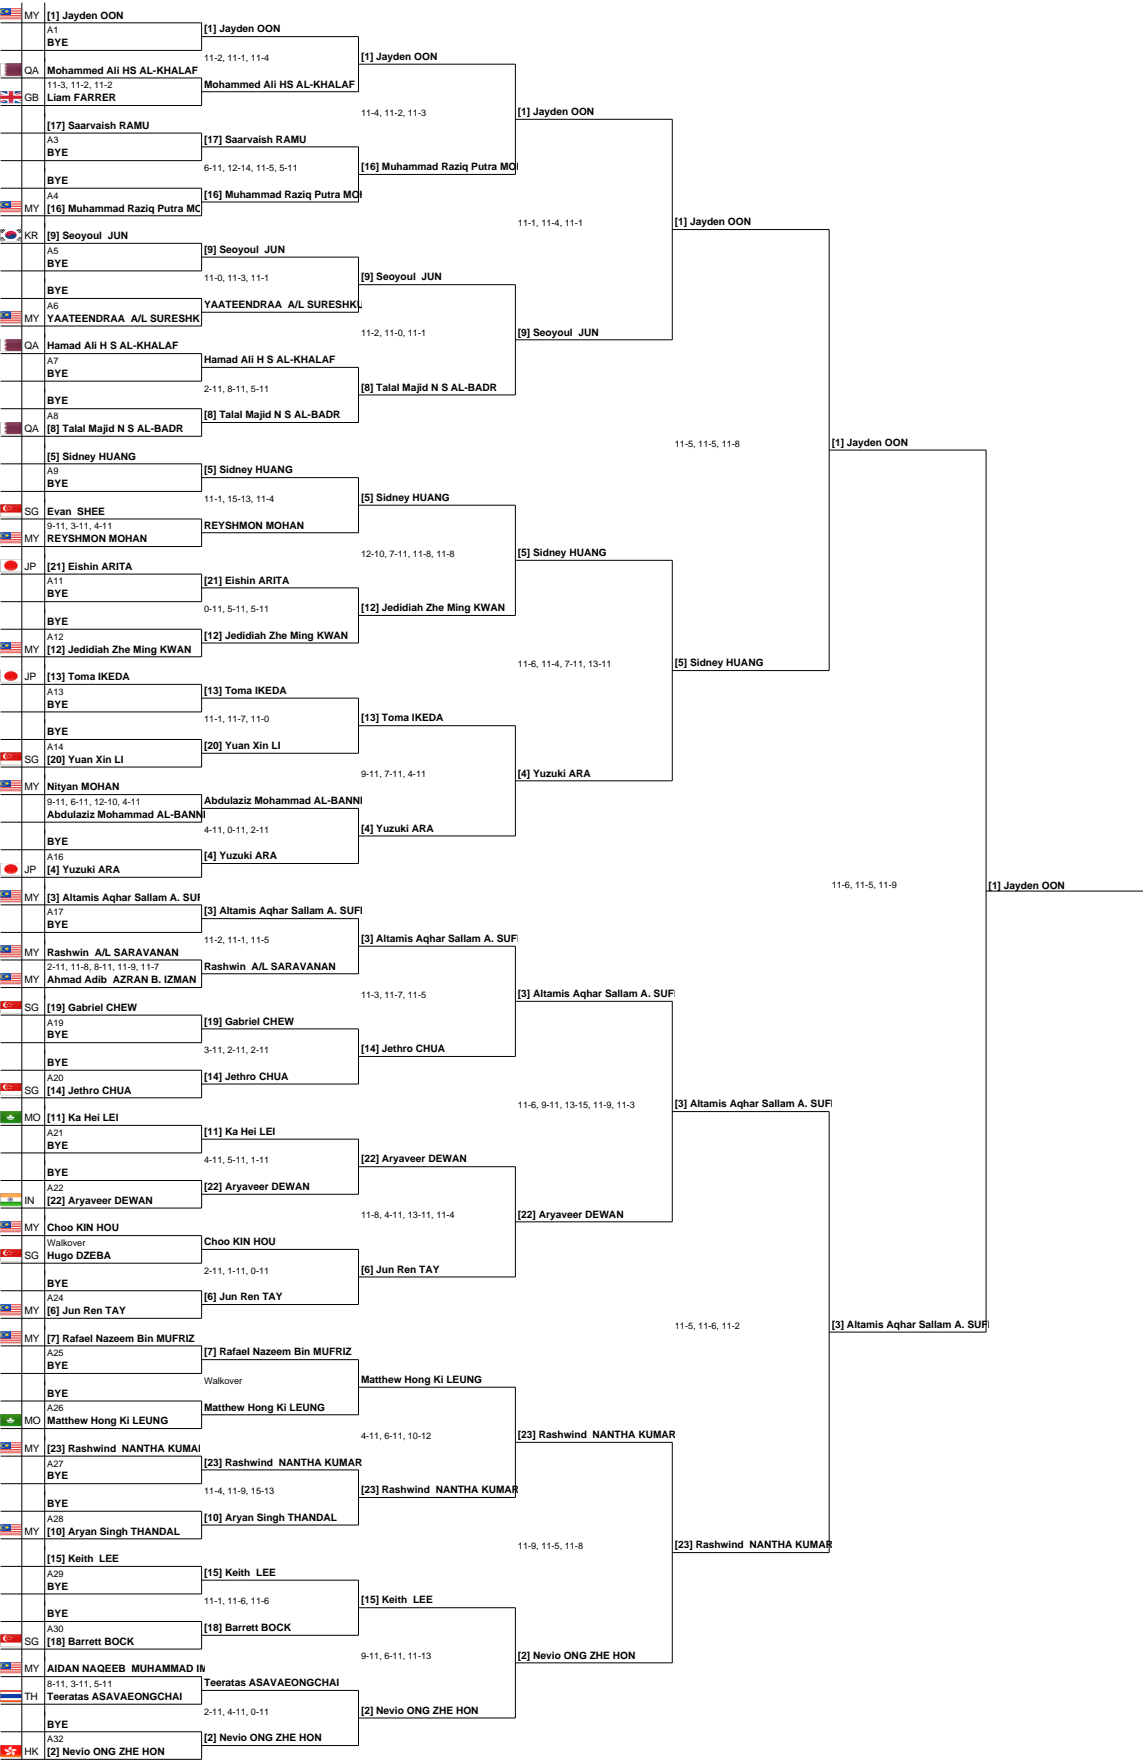 MY [1] Jayden OON
A1
BYE
[1] Jayden OON
11-2, 11-1, 11-4
[1] Jayden OON
QA Mohammed Ali HS AL-KHALAF
11-3, 11-2, 11-2
GB Liam FARRER
Mohammed Ali HS AL-KHALAF
11-4, 11-2, 11-3
[1] Jayden OON
[17] Saarvaish RAMU
A3
BYE
[17] Saarvaish RAMU
6-11, 12-14, 11-5, 5-11
[16] Muhammad Raziq Putra MO
BYE
A4
MY [16] Muhammad Raziq Putra MO
[16] Muhammad Raziq Putra MO
11-1, 11-4, 11-1
[1] Jayden OON
KR [9] Seoyoul JUN
A5
BYE
[9] Seoyoul JUN
11-0, 11-3, 11-1
[9] Seoyoul JUN
BYE
A6
MY YAATEENDRAA A/L SURESHK
YAATEENDRAA A/L SURESHKU
11-2, 11-0, 11-1
[9] Seoyoul JUN
QA Hamad Ali H S AL-KHALAF
A7
BYE
Hamad Ali H S AL-KHALAF
2-11, 8-11, 5-11
[8] Talal Majid N S AL-BADR
BYE
A8
QA [8] Talal Majid N S AL-BADR
[8] Talal Majid N S AL-BADR
11-5, 11-5, 11-8
[1] Jayden OON
[5] Sidney HUANG
A9
BYE
[5] Sidney HUANG
11-1, 15-13, 11-4
[5] Sidney HUANG
SG Evan SHEE
9-11, 3-11, 4-11
MY REYSHMON MOHAN
REYSHMON MOHAN
12-10, 7-11, 11-8, 11-8
[5] Sidney HUANG
JP [21] Eishin ARITA
A11
BYE
[21] Eishin ARITA
0-11, 5-11, 5-11
[12] Jedidiah Zhe Ming KWAN
BYE
A12
MY [12] Jedidiah Zhe Ming KWAN
[12] Jedidiah Zhe Ming KWAN
11-6, 11-4, 7-11, 13-11
[5] Sidney HUANG
JP [13] Toma IKEDA
A13
BYE
[13] Toma IKEDA
11-1, 11-7, 11-0
[13] Toma IKEDA
BYE
A14
SG [20] Yuan Xin LI
[20] Yuan Xin LI
9-11, 7-11, 4-11
[4] Yuzuki ARA
MY Nityan MOHAN
9-11, 6-11, 12-10, 4-11
Abdulaziz Mohammad AL-BANN
Abdulaziz Mohammad AL-BANN
4-11, 0-11, 2-11
[4] Yuzuki ARA
BYE
A16
JP [4] Yuzuki ARA
[4] Yuzuki ARA
11-6, 11-5, 11-9
[1] Jayden OON
MY [3] Altamis Aqhar Sallam A. SUF
A17
BYE
[3] Altamis Aqhar Sallam A. SUF
11-2, 11-1, 11-5
[3] Altamis Aqhar Sallam A. SUF
MY Rashwin A/L SARAVANAN
2-11, 11-8, 8-11, 11-9, 11-7
MY Ahmad Adib AZRAN B. IZMAN
Rashwin A/L SARAVANAN
11-3, 11-7, 11-5
[3] Altamis Aqhar Sallam A. SUF
SG [19] Gabriel CHEW
A19
BYE
[19] Gabriel CHEW
3-11, 2-11, 2-11
[14] Jethro CHUA
BYE
A20
SG [14] Jethro CHUA
[14] Jethro CHUA
11-6, 9-11, 13-15, 11-9, 11-3
[3] Altamis Aqhar Sallam A. SUF
MO [11] Ka Hei LEI
A21
BYE
[11] Ka Hei LEI
4-11, 5-11, 1-11
[22] Aryaveer DEWAN
BYE
A22
IN [22] Aryaveer DEWAN
[22] Aryaveer DEWAN
11-8, 4-11, 13-11, 11-4
[22] Aryaveer DEWAN
MY Choo KIN HOU
Walkover
SG Hugo DZEBA
Choo KIN HOU
2-11, 1-11, 0-11
[6] Jun Ren TAY
BYE
A24
MY [6] Jun Ren TAY
[6] Jun Ren TAY
11-5, 11-6, 11-2
[3] Altamis Aqhar Sallam A. SUF
MY [7] Rafael Nazeem Bin MUFRIZ
A25
BYE
[7] Rafael Nazeem Bin MUFRIZ
Walkover
Matthew Hong Ki LEUNG
BYE
A26
MO Matthew Hong Ki LEUNG
Matthew Hong Ki LEUNG
4-11, 6-11, 10-12
[23] Rashwind NANTHA KUMAR
MY [23] Rashwind NANTHA KUMA
A27
BYE
[23] Rashwind NANTHA KUMAR
11-4, 11-9, 15-13
[23] Rashwind NANTHA KUMAR
BYE
A28
MY [10] Aryan Singh THANDAL
[10] Aryan Singh THANDAL
11-9, 11-5, 11-8
[23] Rashwind NANTHA KUMAR
[15] Keith LEE
A29
BYE
[15] Keith LEE
11-1, 11-6, 11-6
[15] Keith LEE
BYE
A30
SG [18] Barrett BOCK
[18] Barrett BOCK
9-11, 6-11, 11-13
[2] Nevio ONG ZHE HON
MY AIDAN NAQEEB MUHAMMAD IM
8-11, 3-11, 5-11
TH Teeratas ASAVAEONGCHAI
Teeratas ASAVAEONGCHAI
2-11, 4-11, 0-11
[2] Nevio ONG ZHE HON
BYE
A32
HK [2] Nevio ONG ZHE HON
[2] Nevio ONG ZHE HON